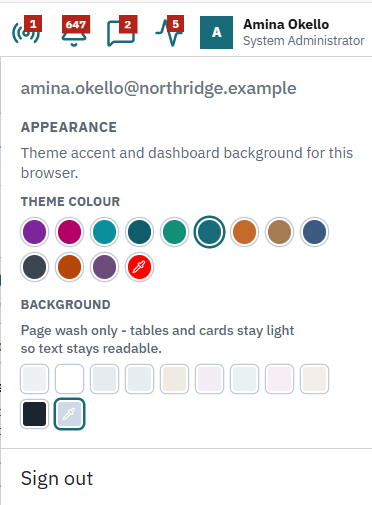 1 647 2 5 A Amina Okello
System Administrator
amina.okello@northridge.example
APPEARANCE
Theme accent and dashboard background for this
browser.
THEME COLOUR
BACKGROUND
Page wash only - tables and cards stay light
so text stays readable.
Sign out